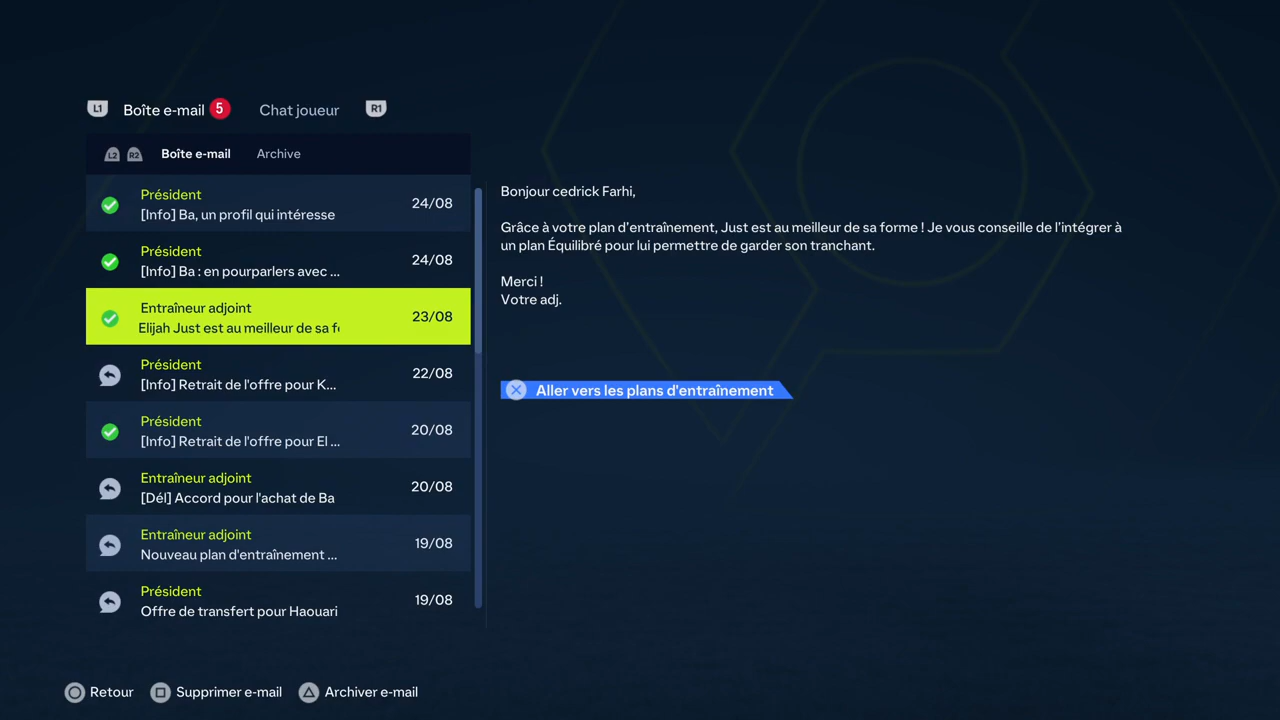 L1 Boîte e-mail 5 Chat joueur R1
L2 R2 Boîte e-mail Archive
Président
[Info] Ba, un profil qui intéresse
24/08
Président
[Info] Ba : en pourparlers avec ...
24/08
Entraîneur adjoint
Elijah Just est au meilleur de sa f
23/08
Président
[Info] Retrait de l'offre pour K...
22/08
Président
[Info] Retrait de l'offre pour El ...
20/08
Entraîneur adjoint
[Dél] Accord pour l'achat de Ba
20/08
Entraîneur adjoint
Nouveau plan d'entraînement ...
19/08
Président
Offre de transfert pour Haouari
19/08
Bonjour cedrick Farhi,
Grâce à votre plan d'entraînement, Just est au meilleur de sa forme ! Je vous conseille de l'intégrer à
un plan Équilibré pour lui permettre de garder son tranchant.
Merci !
Votre adj.
Aller vers les plans d'entraînement
Retour Supprimer e-mail Archiver e-mail